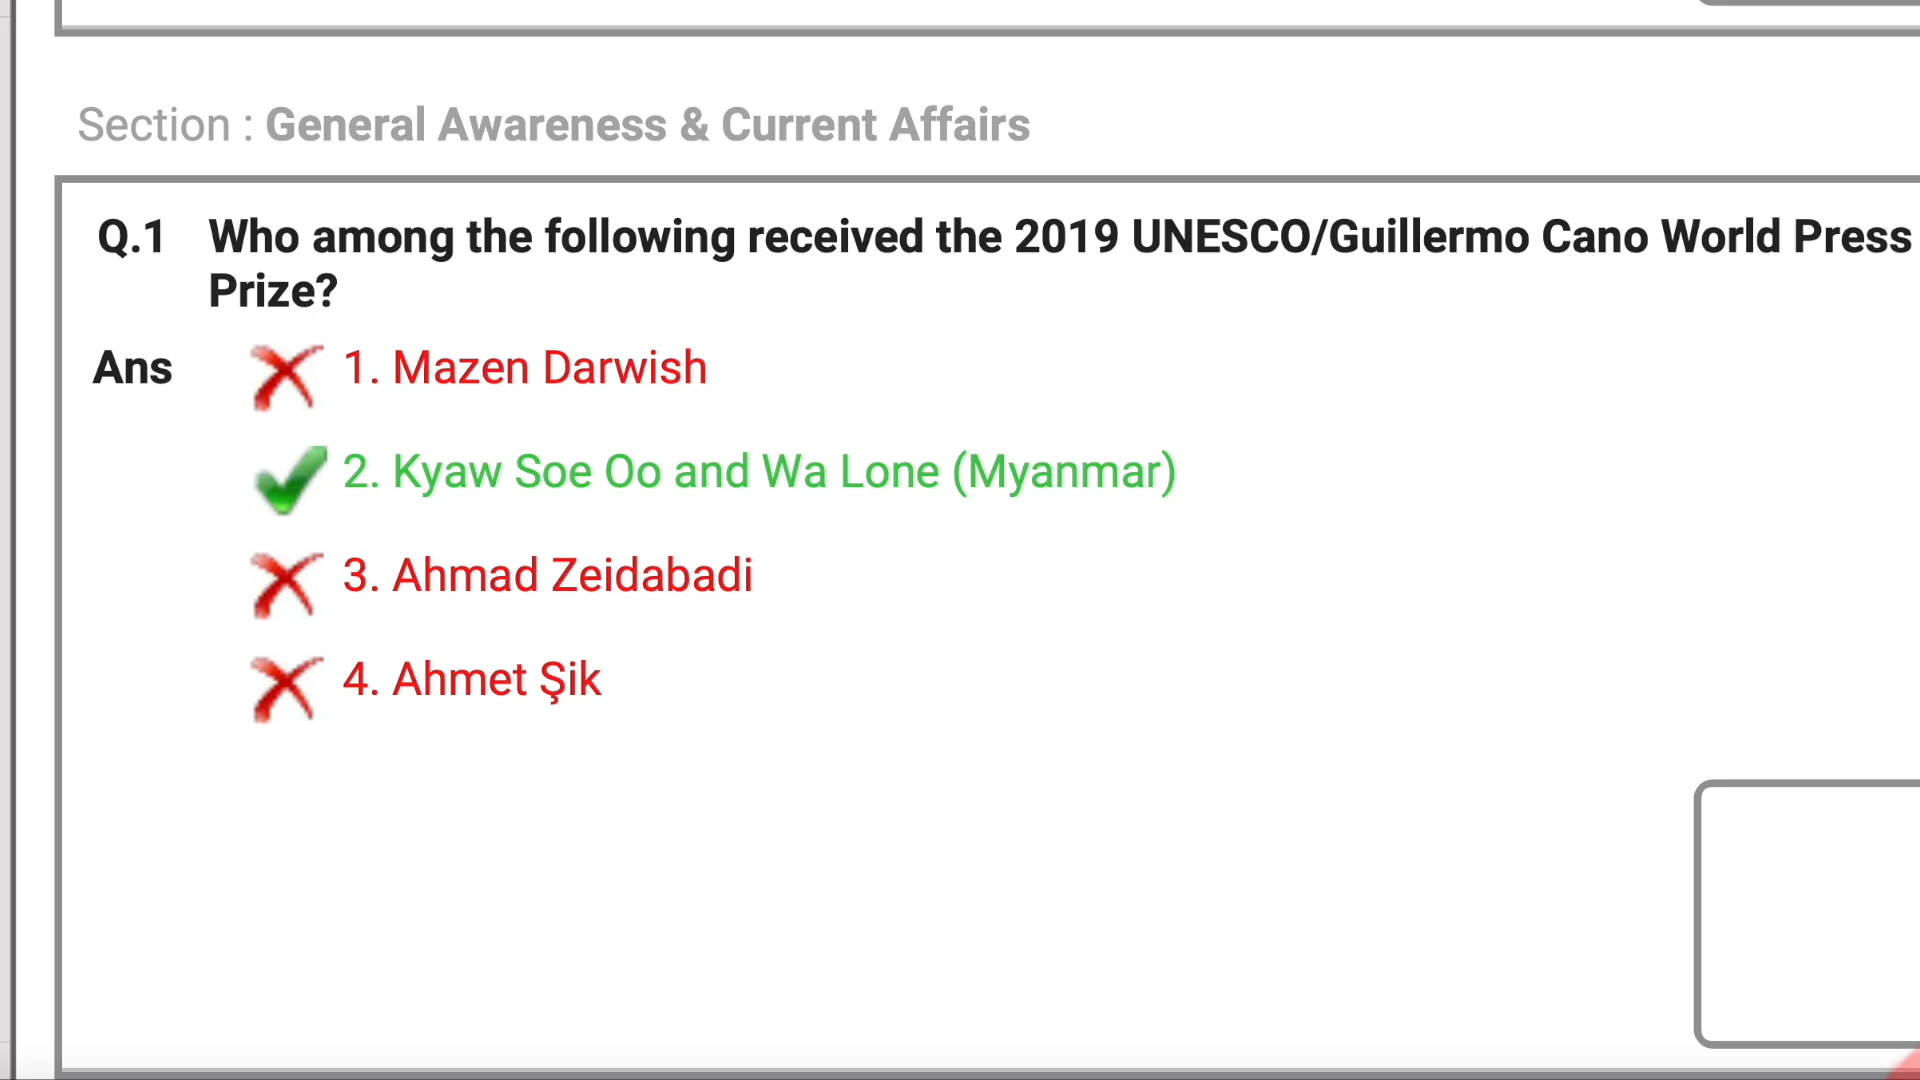 Section : General Awareness & Current Affairs
Q.1 Who among the following received the 2019 UNESCO/Guillermo Cano World Press
Prize?
Ans 1. Mazen Darwish
2. Kyaw Soe Oo and Wa Lone (Myanmar)
3. Ahmad Zeidabadi
4. Ahmet Şik